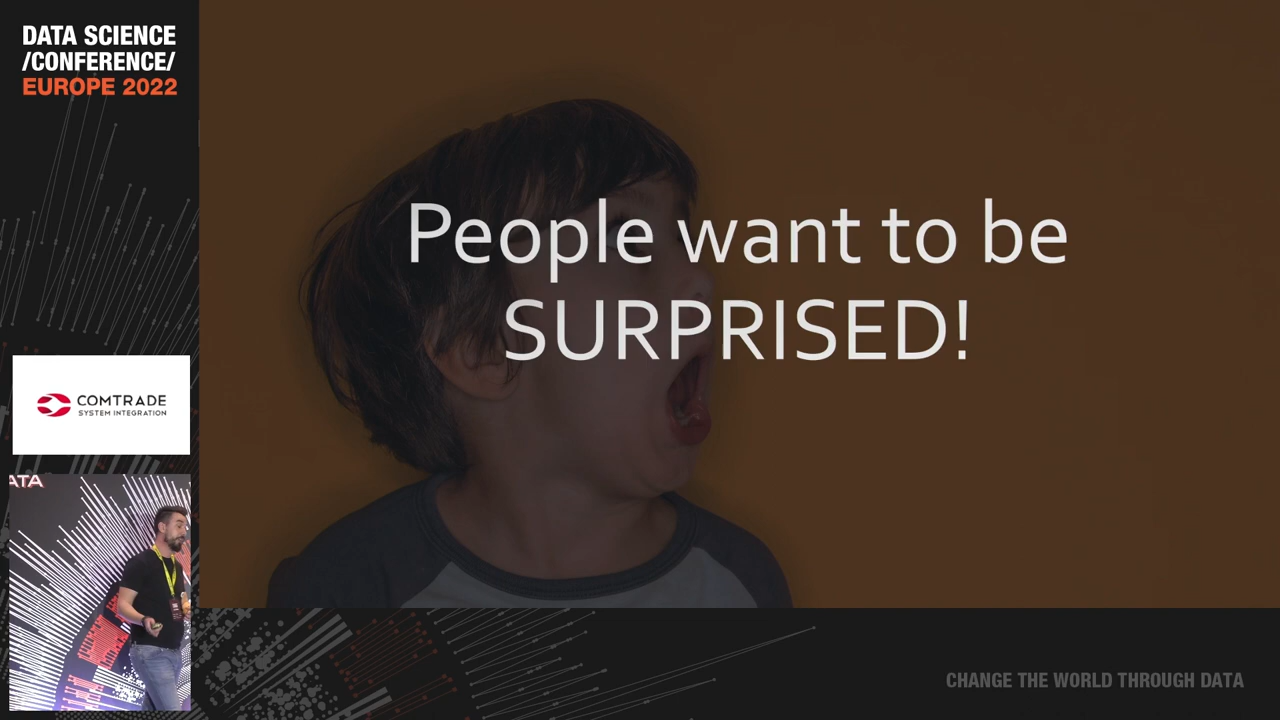 DATA SCIENCE
/CONFERENCE/
EUROPE 2022
People want to be
SURPRISED!
COMTRADE
SYSTEM INTEGRATION
ATA
CHANGE THE WORLD THROUGH DATA